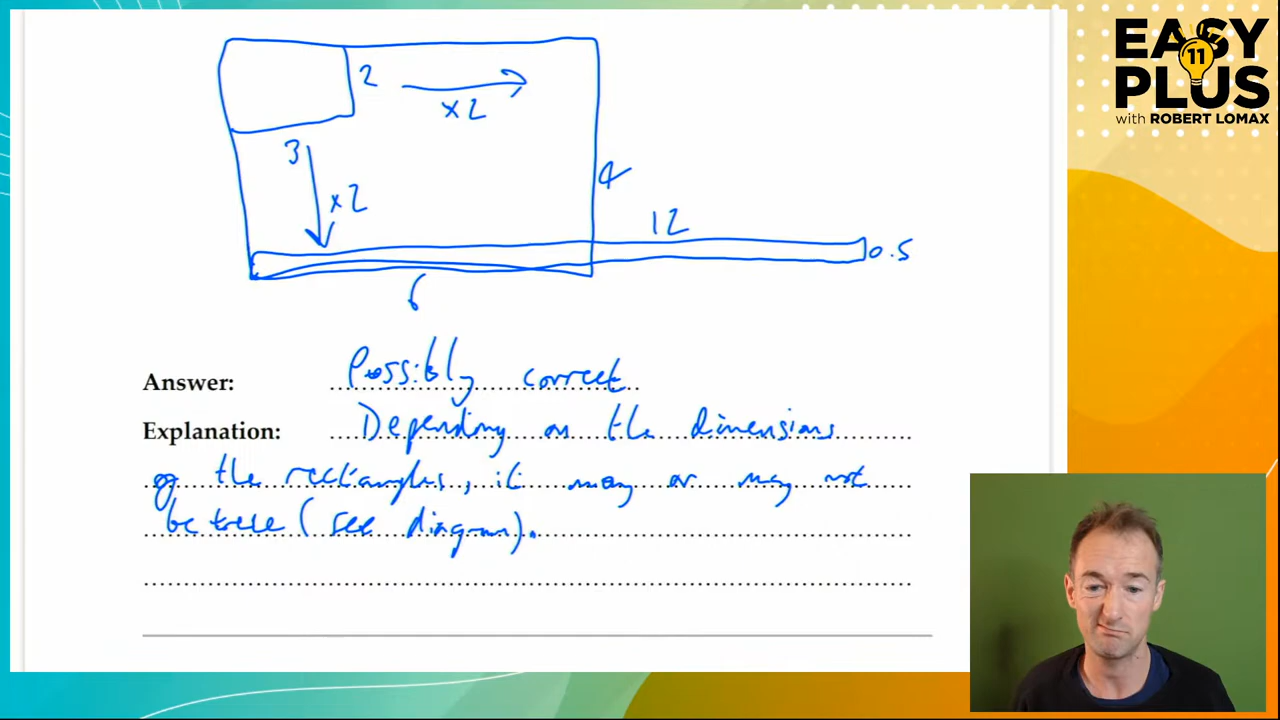 EASY
11
PLUS
with ROBERT LOMAX
2
×2
3
×2
4
12
0.5
6
Answer: Possibly correct
Explanation: Depending on the dimensions
of the rectangles, it may or may not
be true (see diagram).